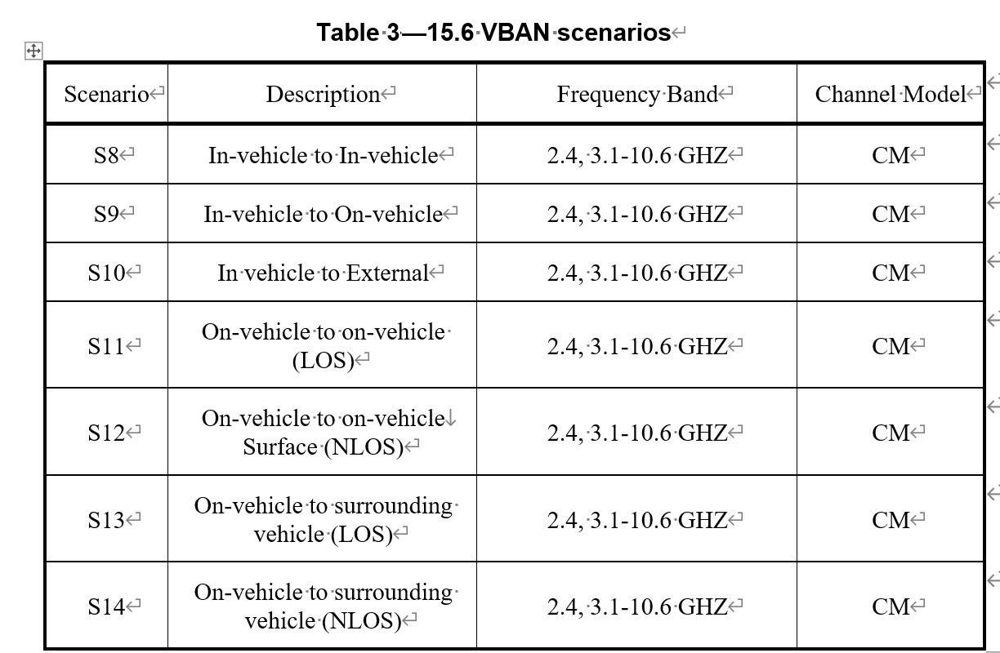 Table 3—15.6 VBAN scenarios
Scenario Description Frequency Band Channel Model
S8 In-vehicle to In-vehicle 2.4, 3.1-10.6 GHZ CM
S9 In-vehicle to On-vehicle 2.4, 3.1-10.6 GHZ CM
S10 In vehicle to External 2.4, 3.1-10.6 GHZ CM
S11 On-vehicle to on-vehicle
(LOS) 2.4, 3.1-10.6 GHZ CM
S12 On-vehicle to on-vehicle
Surface (NLOS) 2.4, 3.1-10.6 GHZ CM
S13 On-vehicle to surrounding
vehicle (LOS) 2.4, 3.1-10.6 GHZ CM
S14 On-vehicle to surrounding
vehicle (NLOS) 2.4, 3.1-10.6 GHZ CM